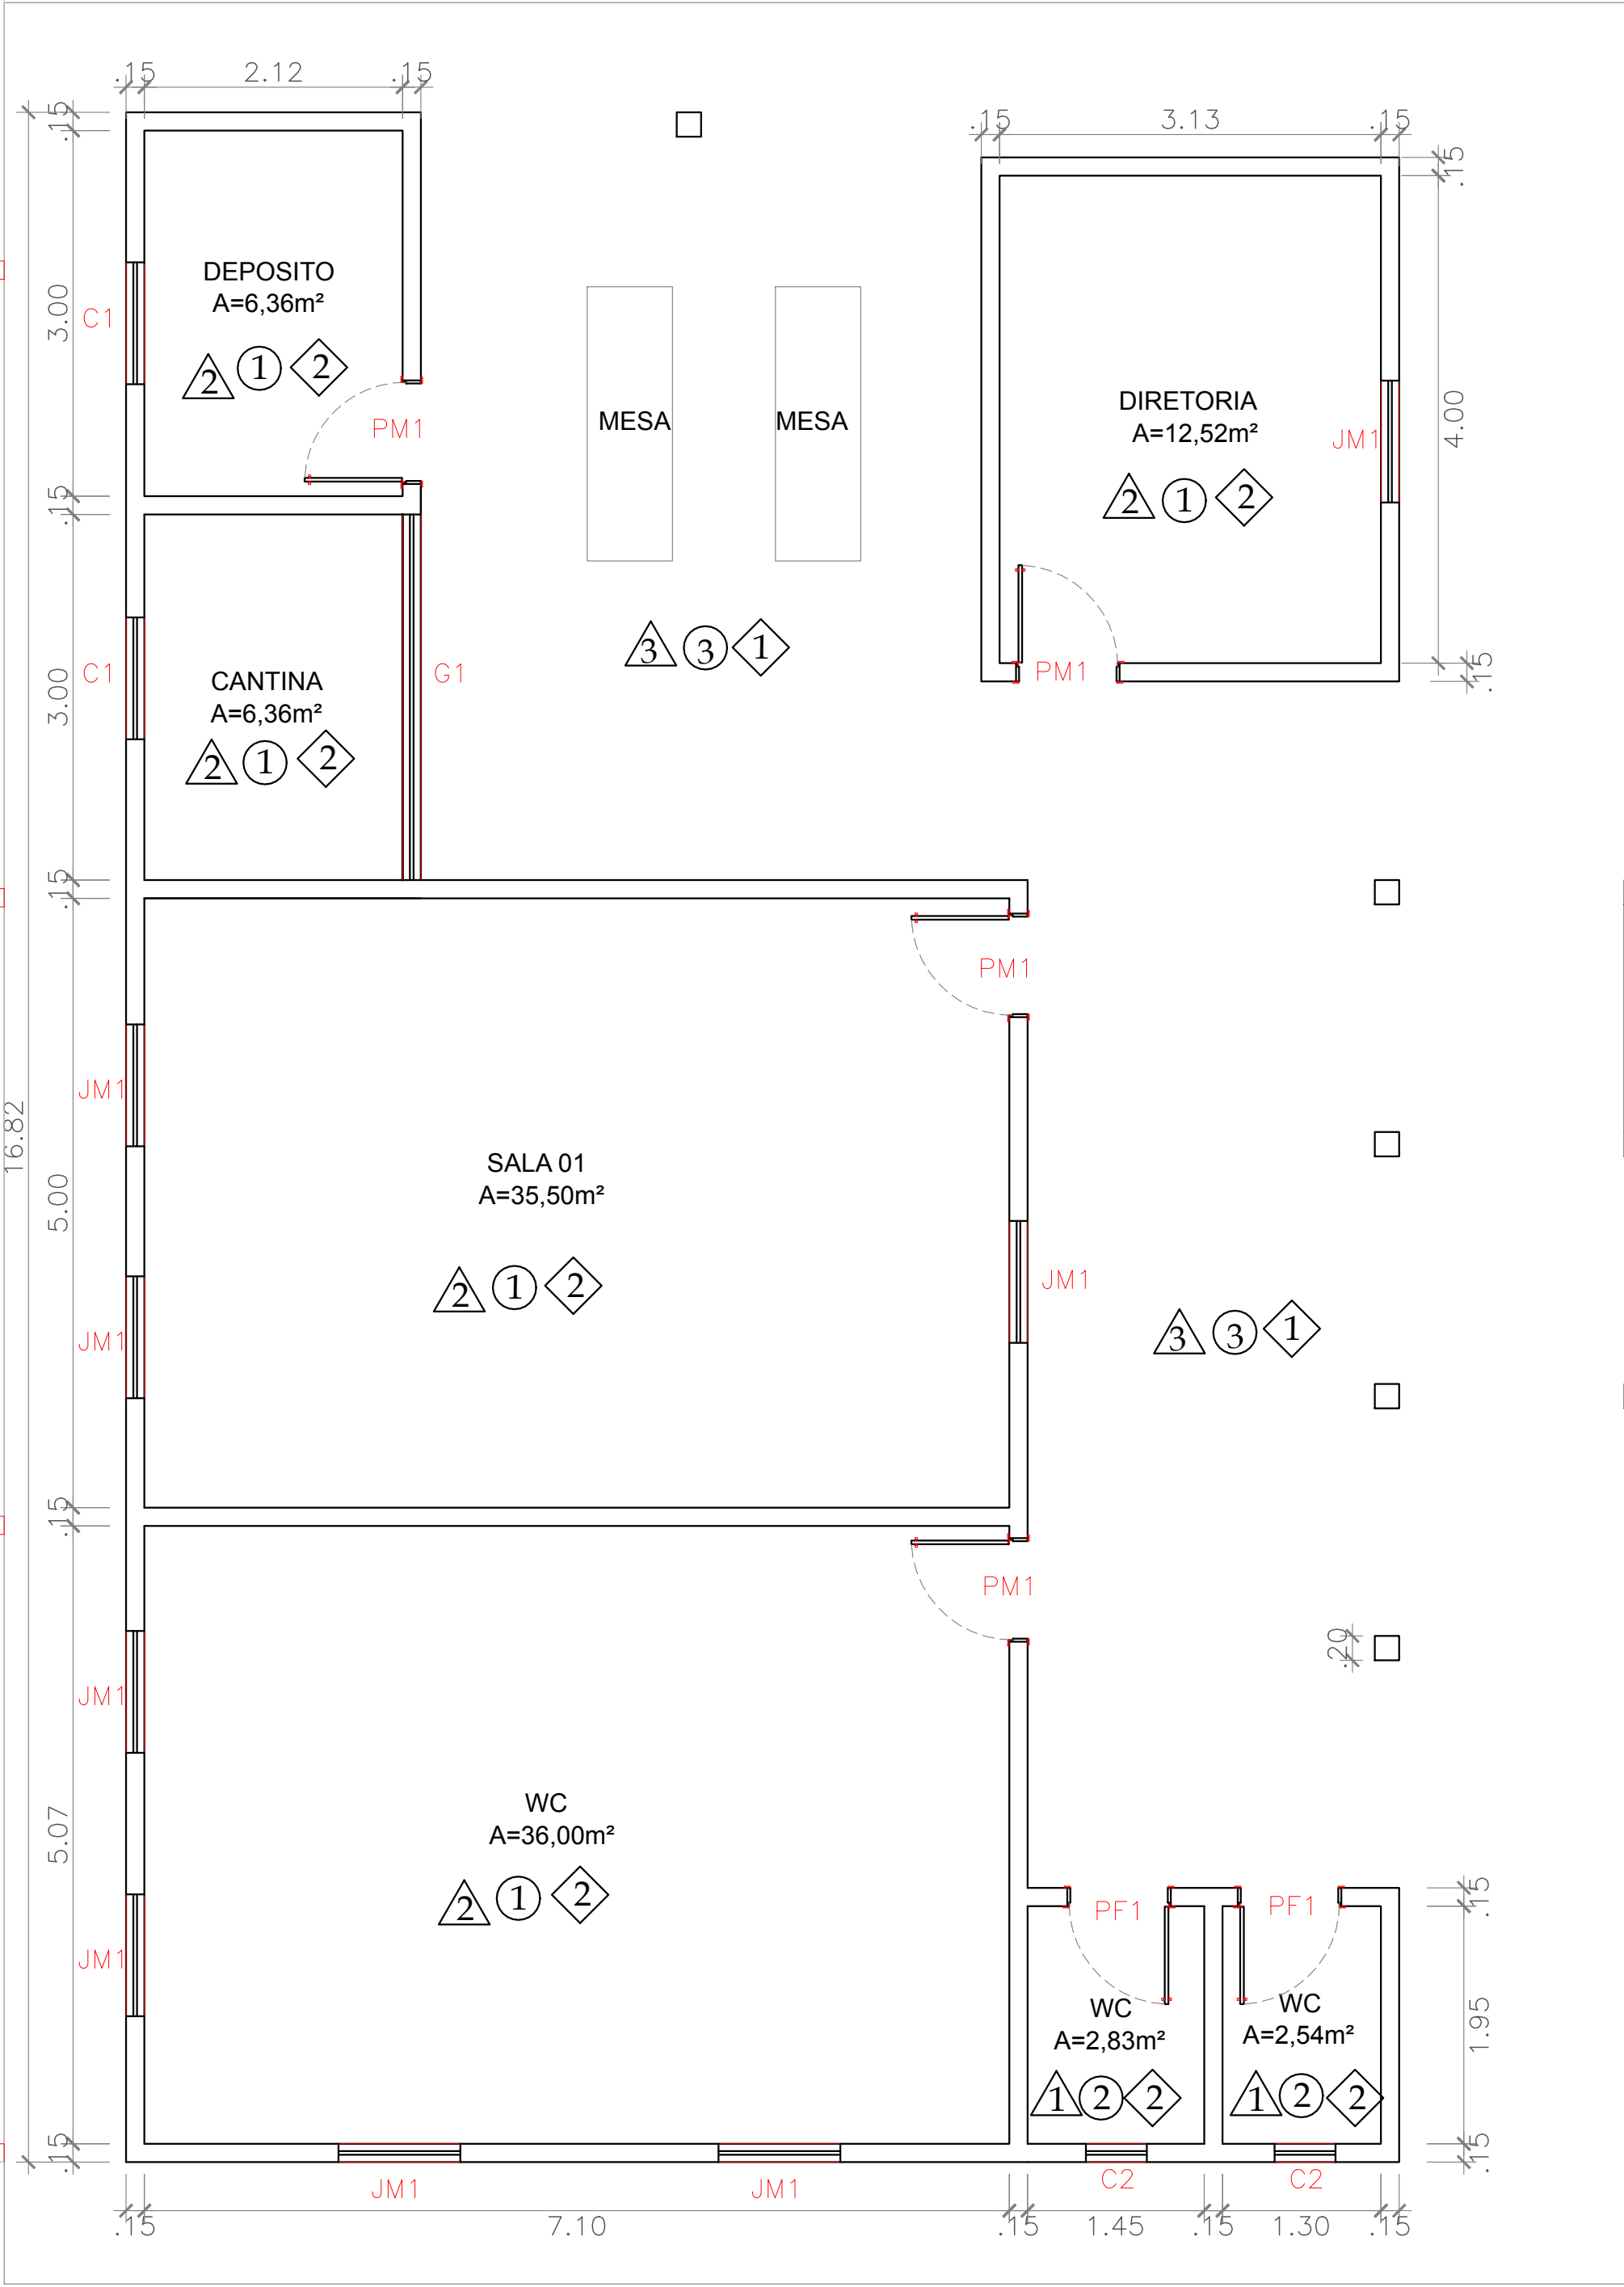 .15
2.12
.15
.15
3.13
.15
.15
.15
DEPOSITO
A=6,36m²
3.00
C1
2
1
2
PM1
MESA
MESA
DIRETORIA
A=12,52m²
JM1
4.00
2
1
2
.15
3
3
1
PM1
.15
CANTINA
A=6,36m²
3.00
C1
G1
2
1
2
.15
PM1
JM1
16.82
SALA 01
A=35,50m²
5.00
JM1
2
1
2
JM1
3
3
1
.15
PM1
.20
JM1
WC
A=36,00m²
5.07
2
1
2
JM1
PF1
PF1
.15
WC
A=2,83m²
WC
A=2,54m²
1.95
1
2
2
1
2
2
.15
.15
JM1
JM1
C2
C2
.15
7.10
.15
1.45
.15
1.30
.15